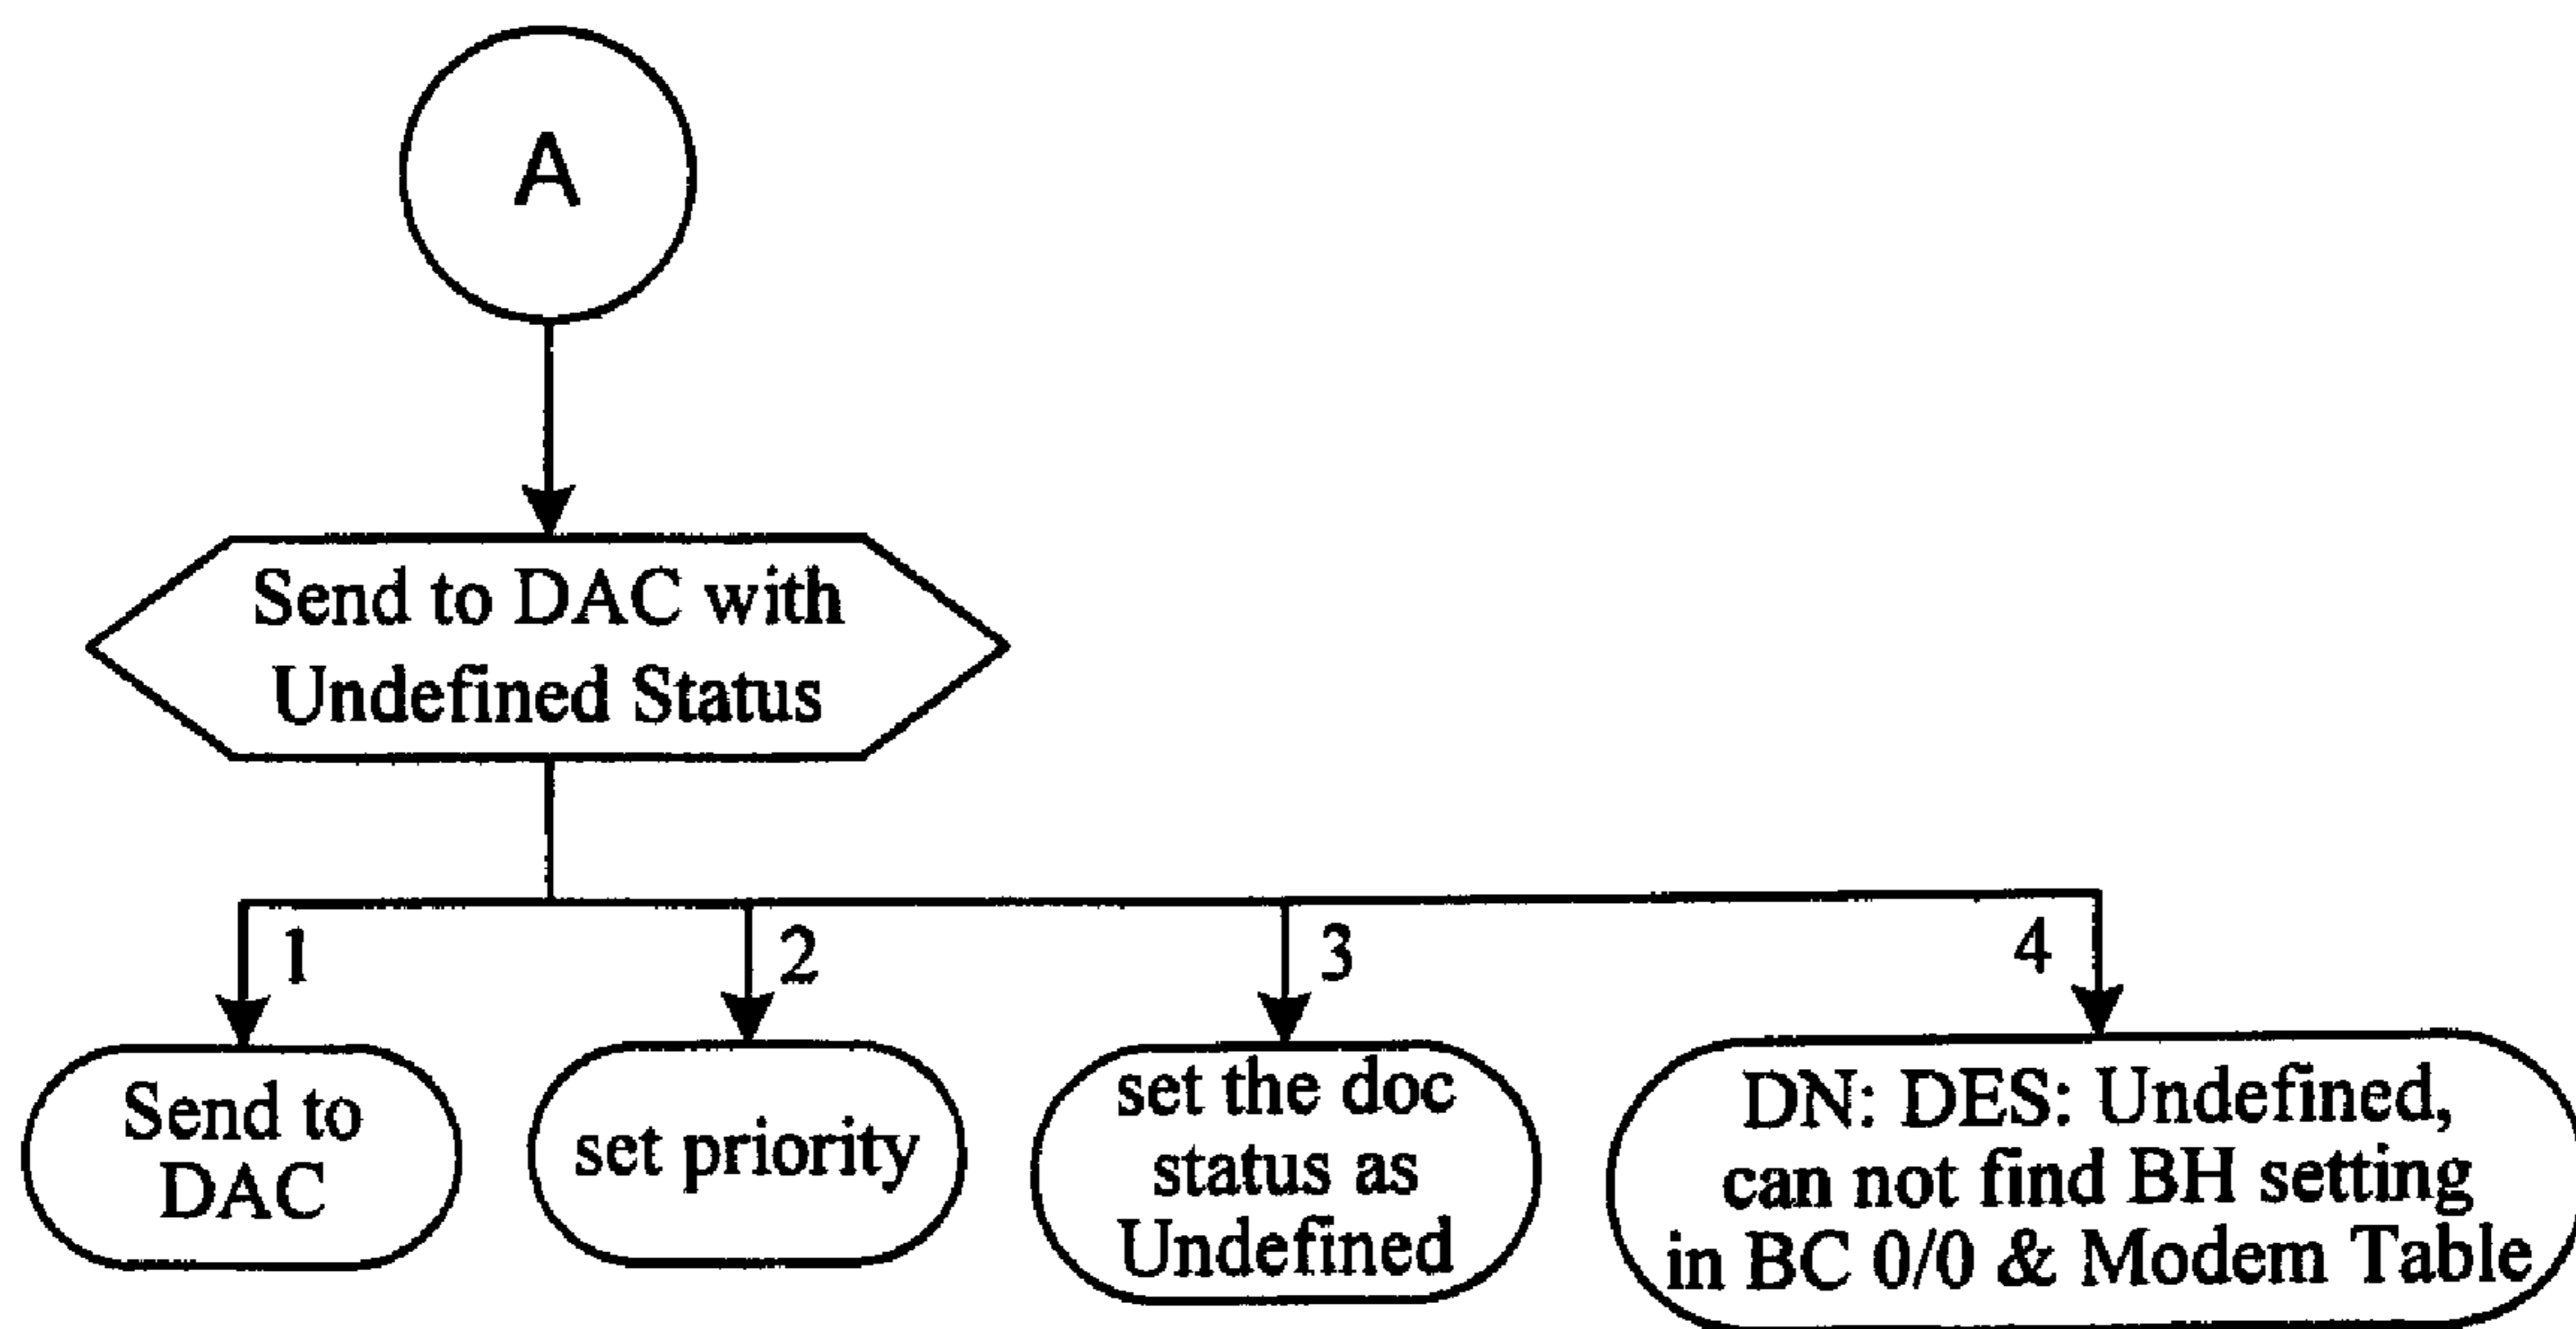 A
Send to DAC with
Undefined Status
1
2
3
4
Send to
DAC
set priority
set the doc
status as
Undefined
DN: DES: Undefined,
can not find BH setting
in BC 0/0 & Modem Table